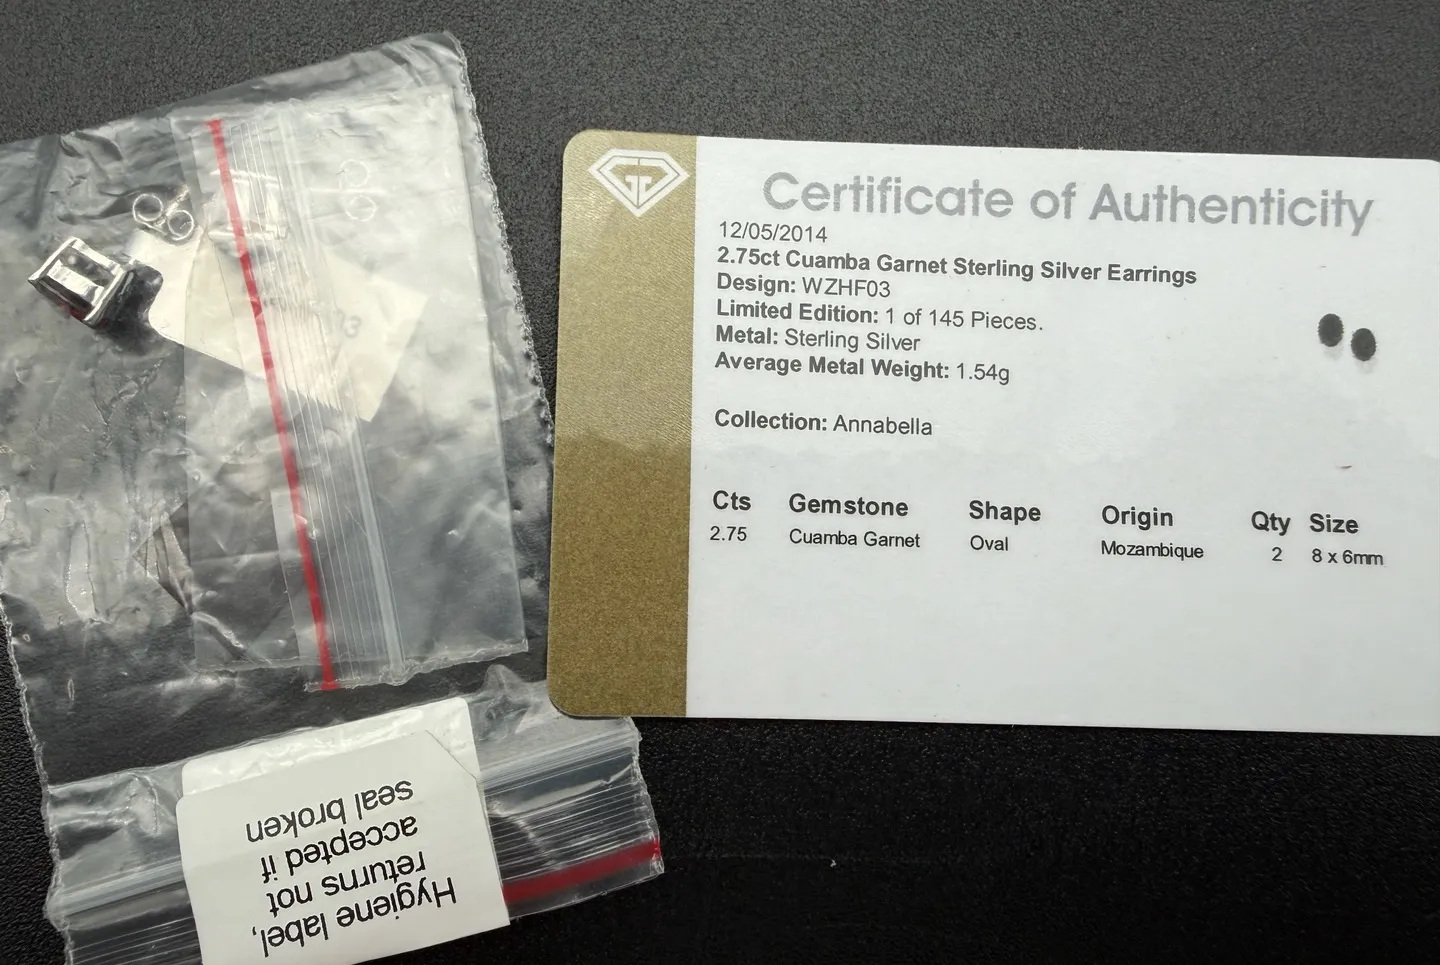 Certificate of Authenticity
12/05/2014
2.75ct Cuamba Garnet Sterling Silver Earrings
Design: WZHF03
Limited Edition: 1 of 145 Pieces.
Metal: Sterling Silver
Average Metal Weight: 1.54g
Collection: Annabella
Cts Gemstone Shape Origin Qty Size
2.75 Cuamba Garnet Oval Mozambique 2 8 x 6mm
Hygiene label,
returns not
accepted if
seal broken